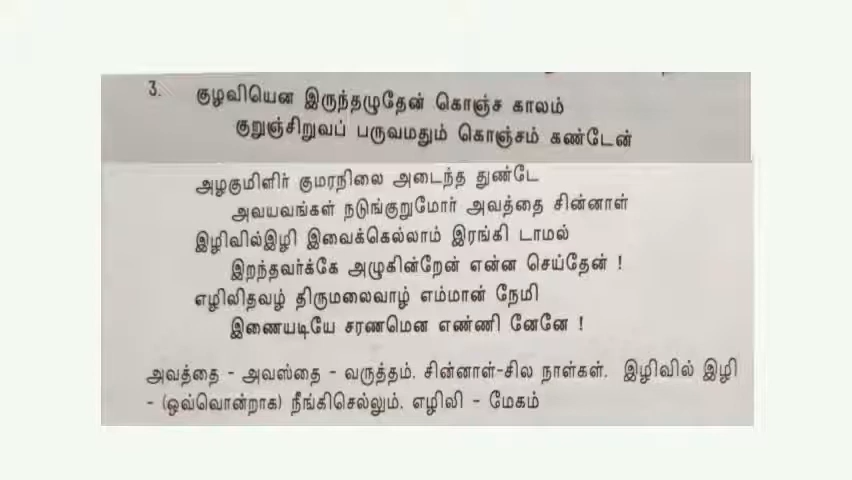 3. குழவியென இருந்தழுதேன் கொஞ்ச காலம்
குறுஞ்சிறுவப் பருவமதும் கொஞ்சம் கண்டேன்
அழகுமிளிர் குமரநிலை அடைந்த துண்டே
அவயவங்கள் நடுங்குறுமோர் அவத்தை சின்னாள்
இழிவில்இழி இவைக்கெல்லாம் இரங்கி டாமல்
இறந்தவர்க்கே அழுகின்றேன் என்ன செய்தேன் !
எழிலிதவழ் திருமலைவாழ் எம்மான் நேமி
இணையடியே சரணமென எண்ணி னேனே !
அவத்தை - அவஸ்தை - வருத்தம். சின்னாள்-சில நாள்கள். இழிவில் இழி
- (ஒவ்வொன்றாக) நீங்கிசெல்லும். எழிலி - மேகம்